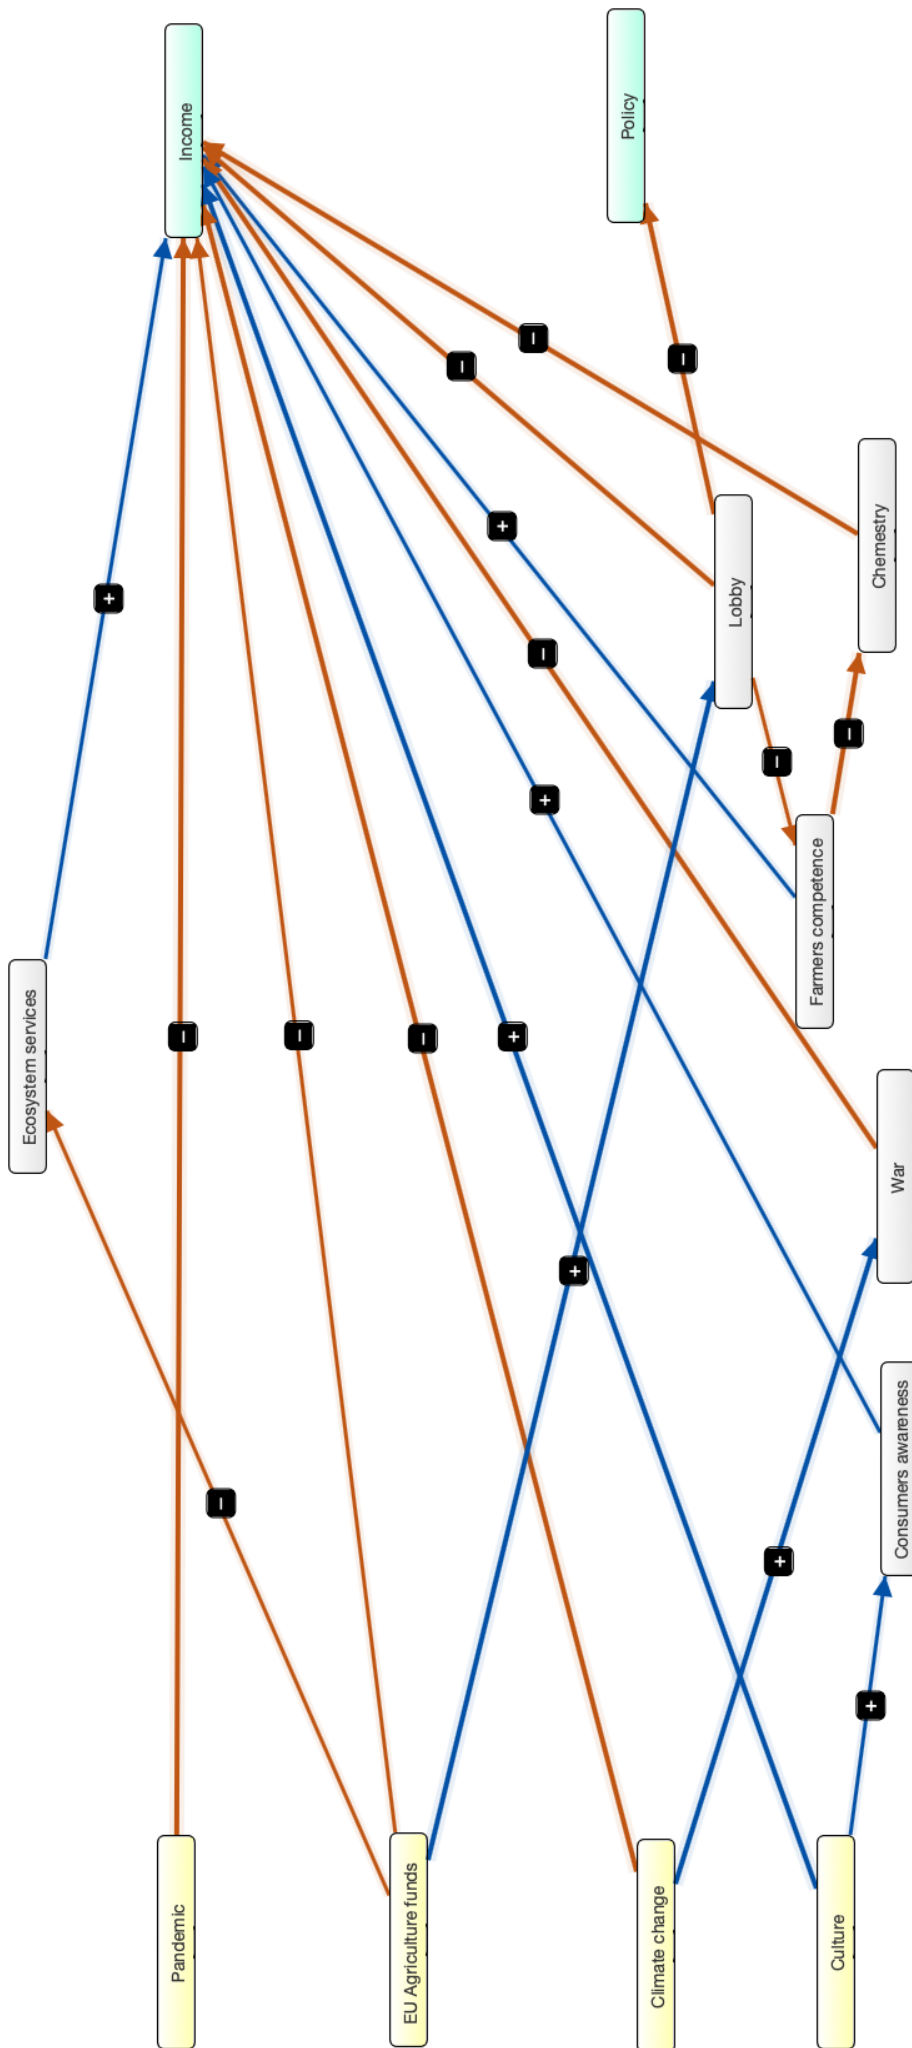 Income
Policy
−
−
−
+
+
−
Lobby
Chemestry
−
−
+
Farmers competence
Ecosystem services
−
−
−
+
War
+
Consumers awareness
−
+
+
Pandemic
EU Agriculture funds
Climate change
Culture